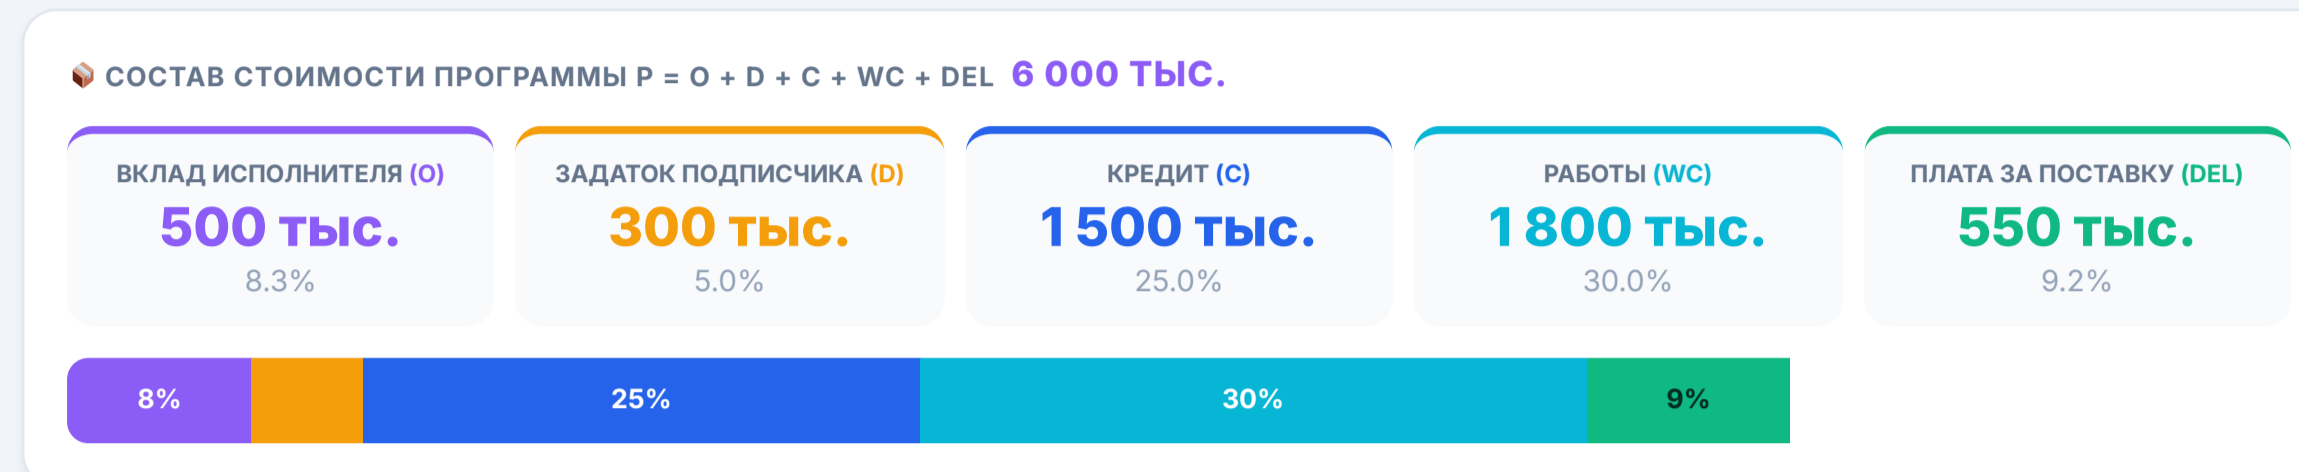 СОСТАВ СТОИМОСТИ ПРОГРАММЫ P = O + D + C + WC + DEL 6 000 ТЫС.
ВКЛАД ИСПОЛНИТЕЛЯ (O)
500 тыс.
8.3%
ЗАДАТОК ПОДПИСЧИКА (D)
300 тыс.
5.0%
КРЕДИТ (C)
1 500 тыс.
25.0%
РАБОТЫ (WC)
1 800 тыс.
30.0%
ПЛАТА ЗА ПОСТАВКУ (DEL)
550 тыс.
9.2%
8% 25% 30% 9%